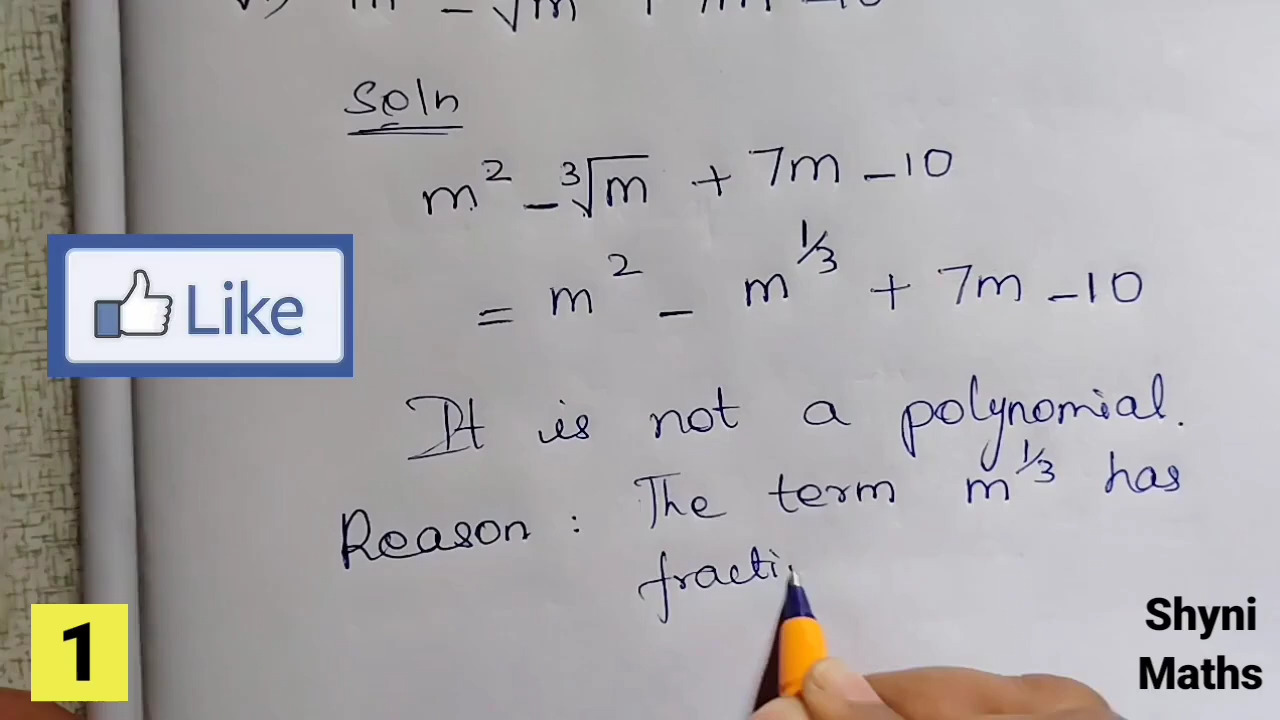 Soln
m² - ∛m + 7m - 10
= m² - m^1/3 + 7m - 10
Like
It is not a polynomial.
Reason : The term m^1/3 has
fracti
1
Shyni
Maths